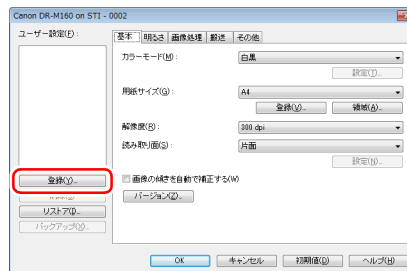 Canon DR-M160 on STI - 0002
ユーザー設定(F):
基本 明るさ 画像処理 搬送 その他
カラーモード(M):
白黒
設定(T)...
用紙サイズ(G):
A4
登録(V)... 領域(A)...
解像度(R):
300 dpi
読み取り面(S):
片面
設定(N)...
登録(Y)...
画像の傾きを自動で補正する(W)
バージョン(Z)...
リストア(I)...
バックアップ(X)...
OK キャンセル 初期値(D) ヘルプ(H)